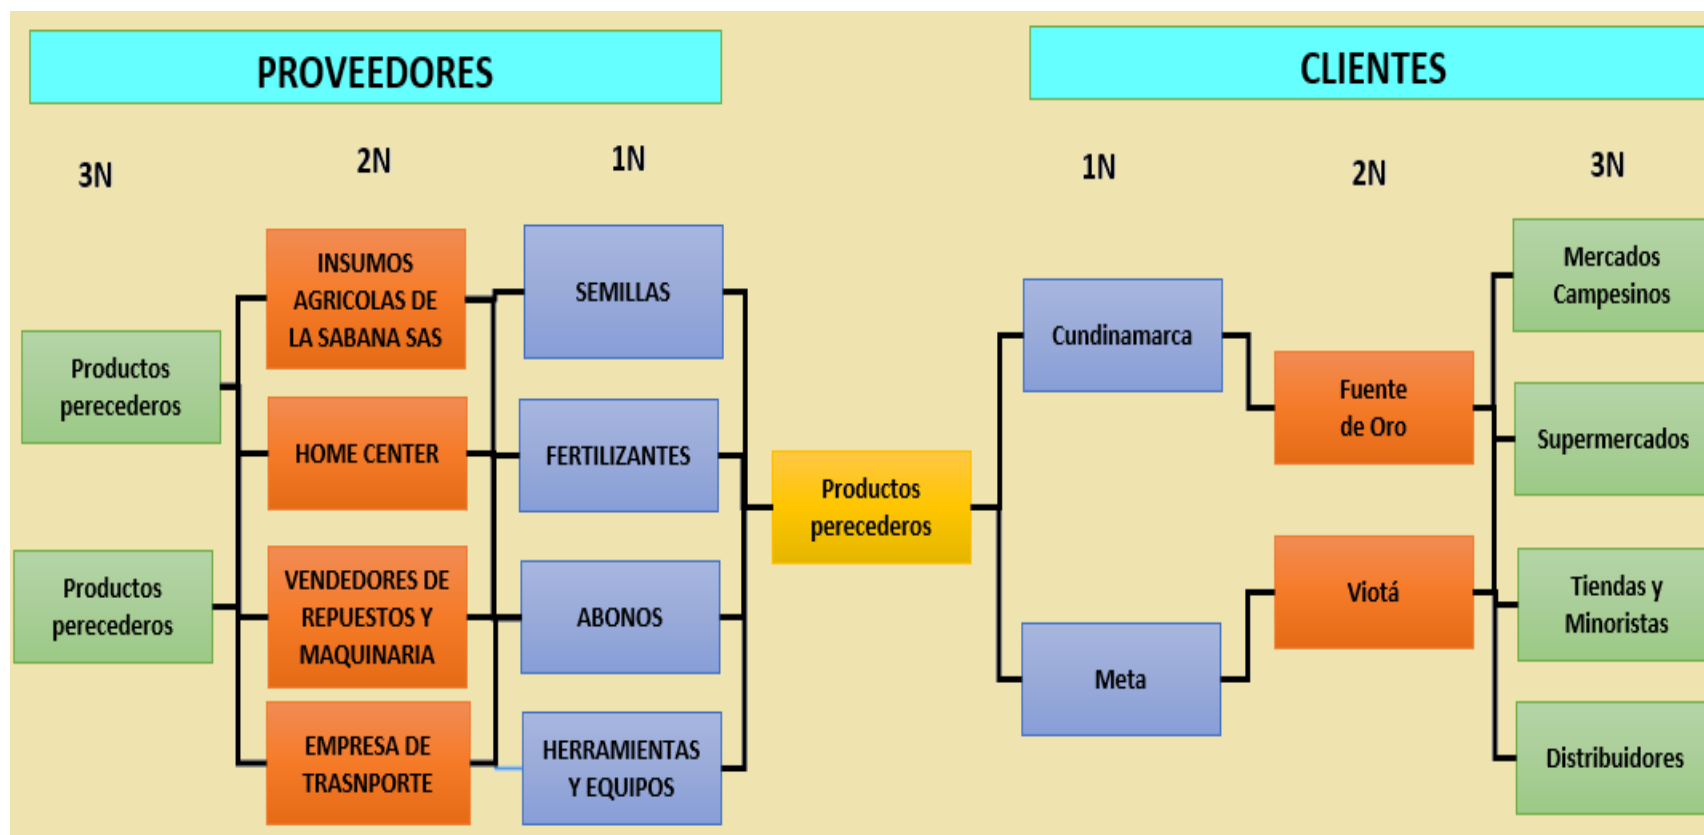 PROVEEDORES
CLIENTES
3N
2N
1N
1N
2N
3N
Productos
perecederos
Productos
perecederos
INSUMOS
AGRICOLAS DE
LA SABANA SAS
HOME CENTER
VENDEDORES DE
REPUESTOS Y
MAQUINARIA
EMPRESA DE
TRASNPORTE
SEMILLAS
FERTILIZANTES
ABONOS
HERRAMIENTAS
Y EQUIPOS
Productos
perecederos
Cundinamarca
Meta
Fuente
de Oro
Viotá
Mercados
Campesinos
Supermercados
Tiendas y
Minoristas
Distribuidores